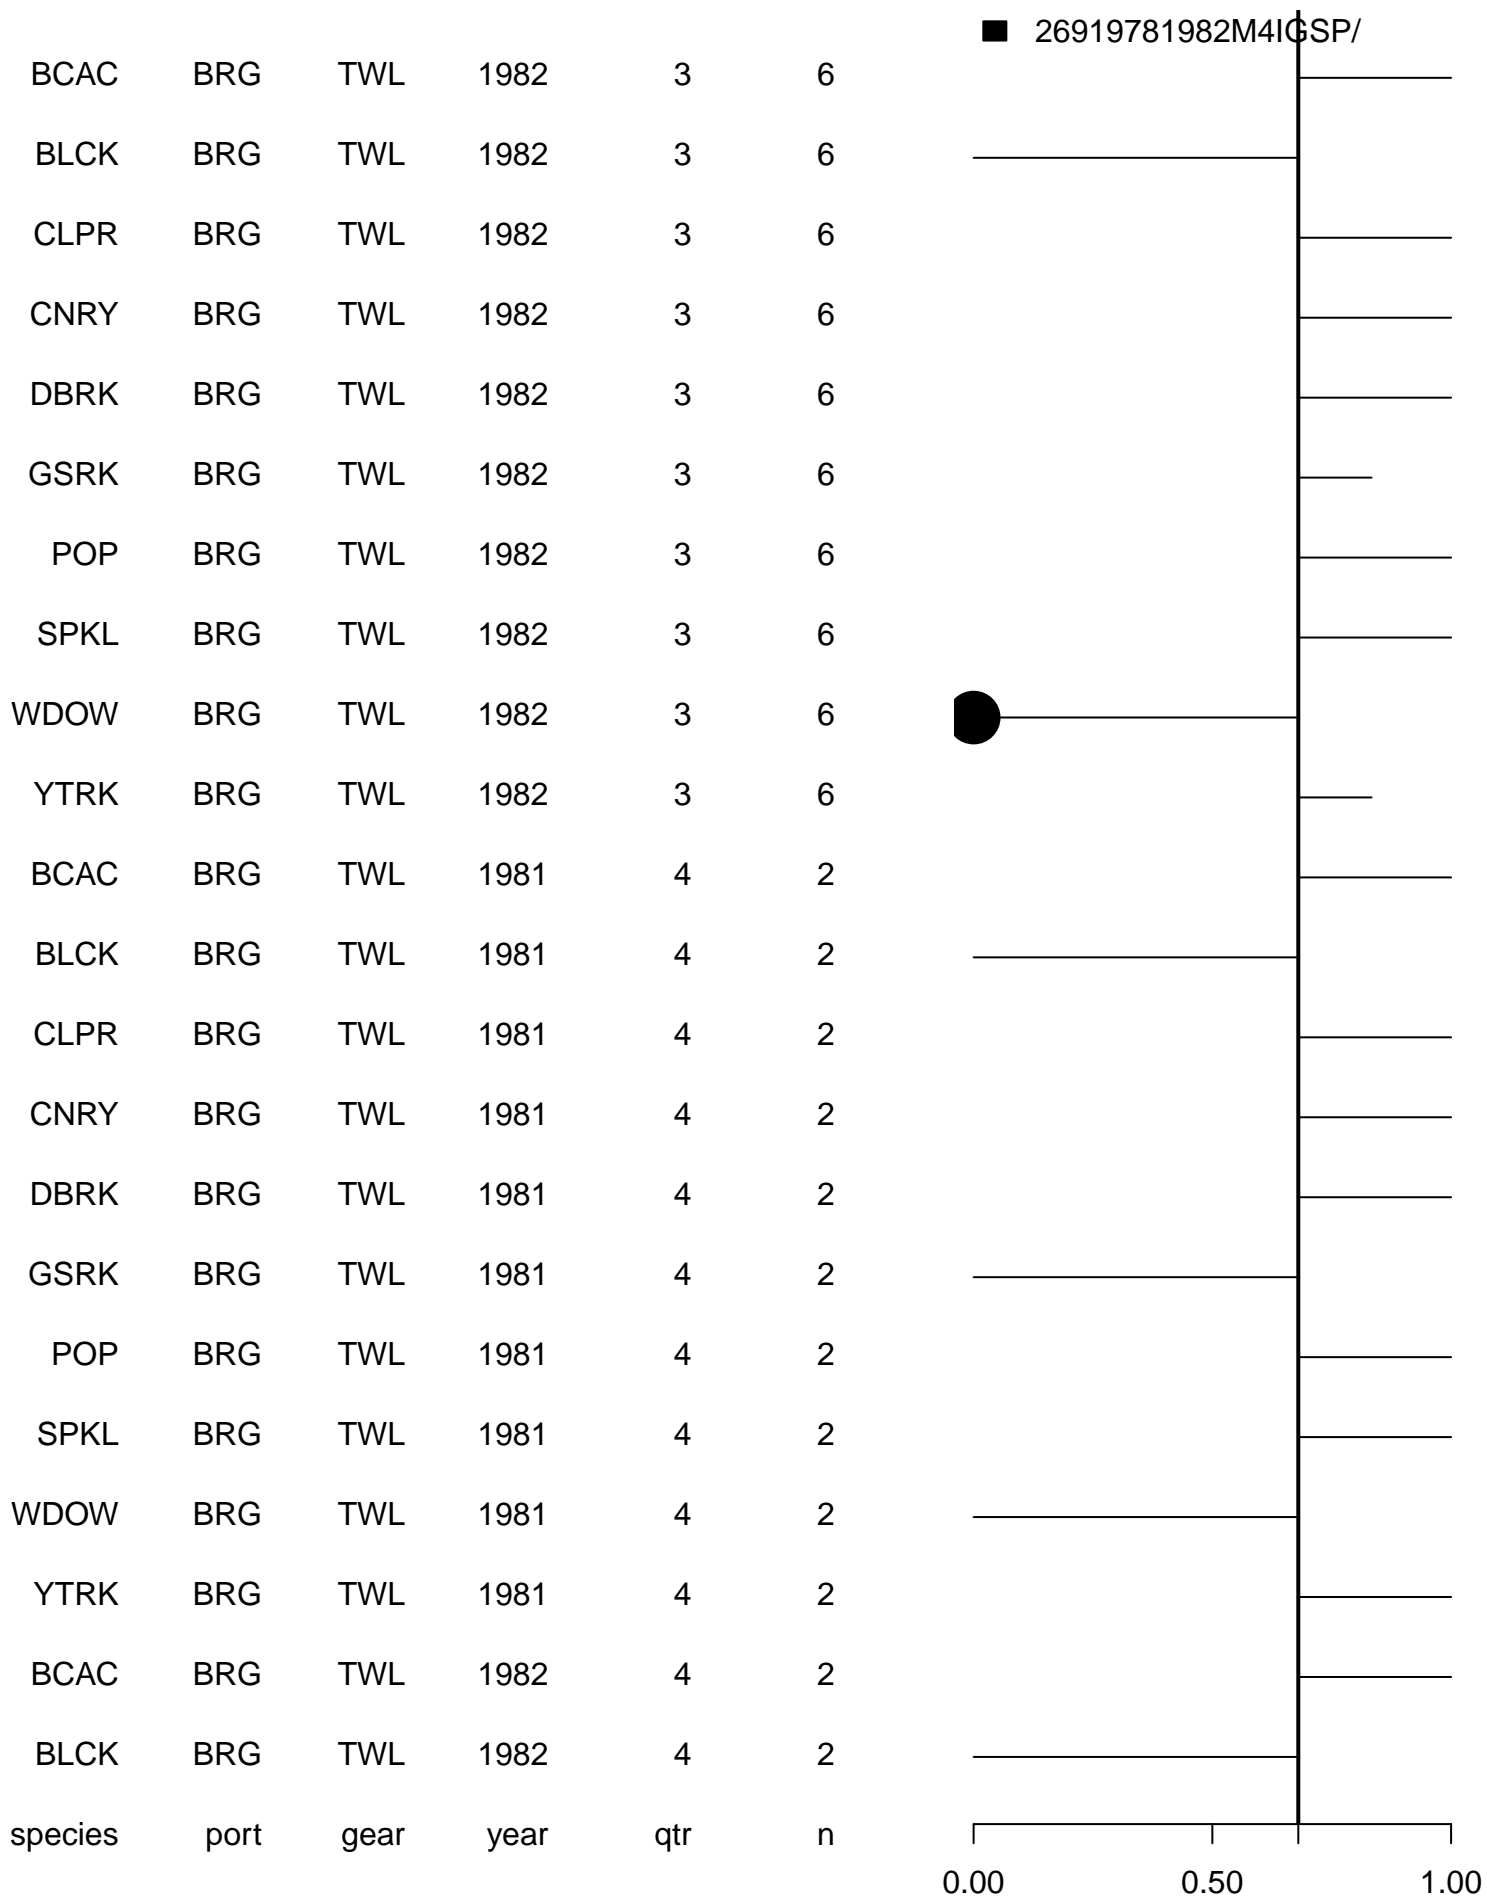 26919781982M4IGSP/
BCAC BRG TWL 1982 3 6
BLCK BRG TWL 1982 3 6
CLPR BRG TWL 1982 3 6
CNRY BRG TWL 1982 3 6
DBRK BRG TWL 1982 3 6
GSRK BRG TWL 1982 3 6
POP BRG TWL 1982 3 6
SPKL BRG TWL 1982 3 6
WDOW BRG TWL 1982 3 6
YTRK BRG TWL 1982 3 6
BCAC BRG TWL 1981 4 2
BLCK BRG TWL 1981 4 2
CLPR BRG TWL 1981 4 2
CNRY BRG TWL 1981 4 2
DBRK BRG TWL 1981 4 2
GSRK BRG TWL 1981 4 2
POP BRG TWL 1981 4 2
SPKL BRG TWL 1981 4 2
WDOW BRG TWL 1981 4 2
YTRK BRG TWL 1981 4 2
BCAC BRG TWL 1982 4 2
BLCK BRG TWL 1982 4 2
species port gear year qtr n
0.00 0.50 1.00